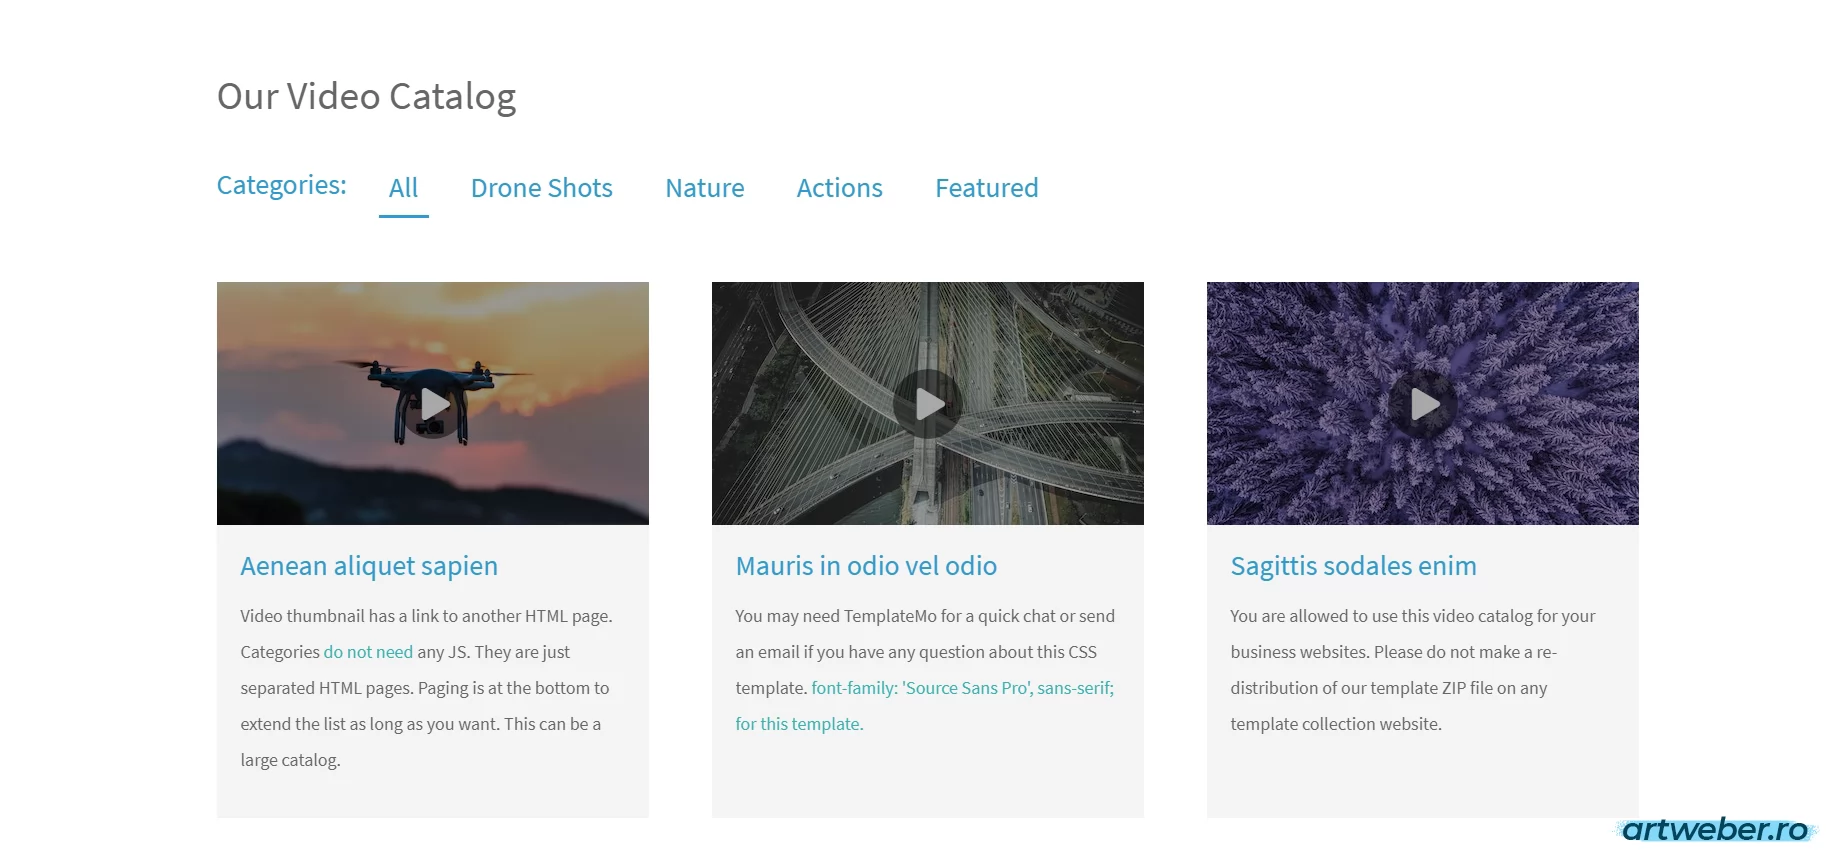 Our Video Catalog
Categories: All Drone Shots Nature Actions Featured
Aenean aliquet sapien
Video thumbnail has a link to another HTML page.
Categories do not need any JS. They are just
separated HTML pages. Paging is at the bottom to
extend the list as long as you want. This can be a
large catalog.
Mauris in odio vel odio
You may need TemplateMo for a quick chat or send
an email if you have any question about this CSS
template. font-family: 'Source Sans Pro', sans-serif;
for this template.
Sagittis sodales enim
You are allowed to use this video catalog for your
business websites. Please do not make a re-
distribution of our template ZIP file on any
template collection website.
artweber.ro